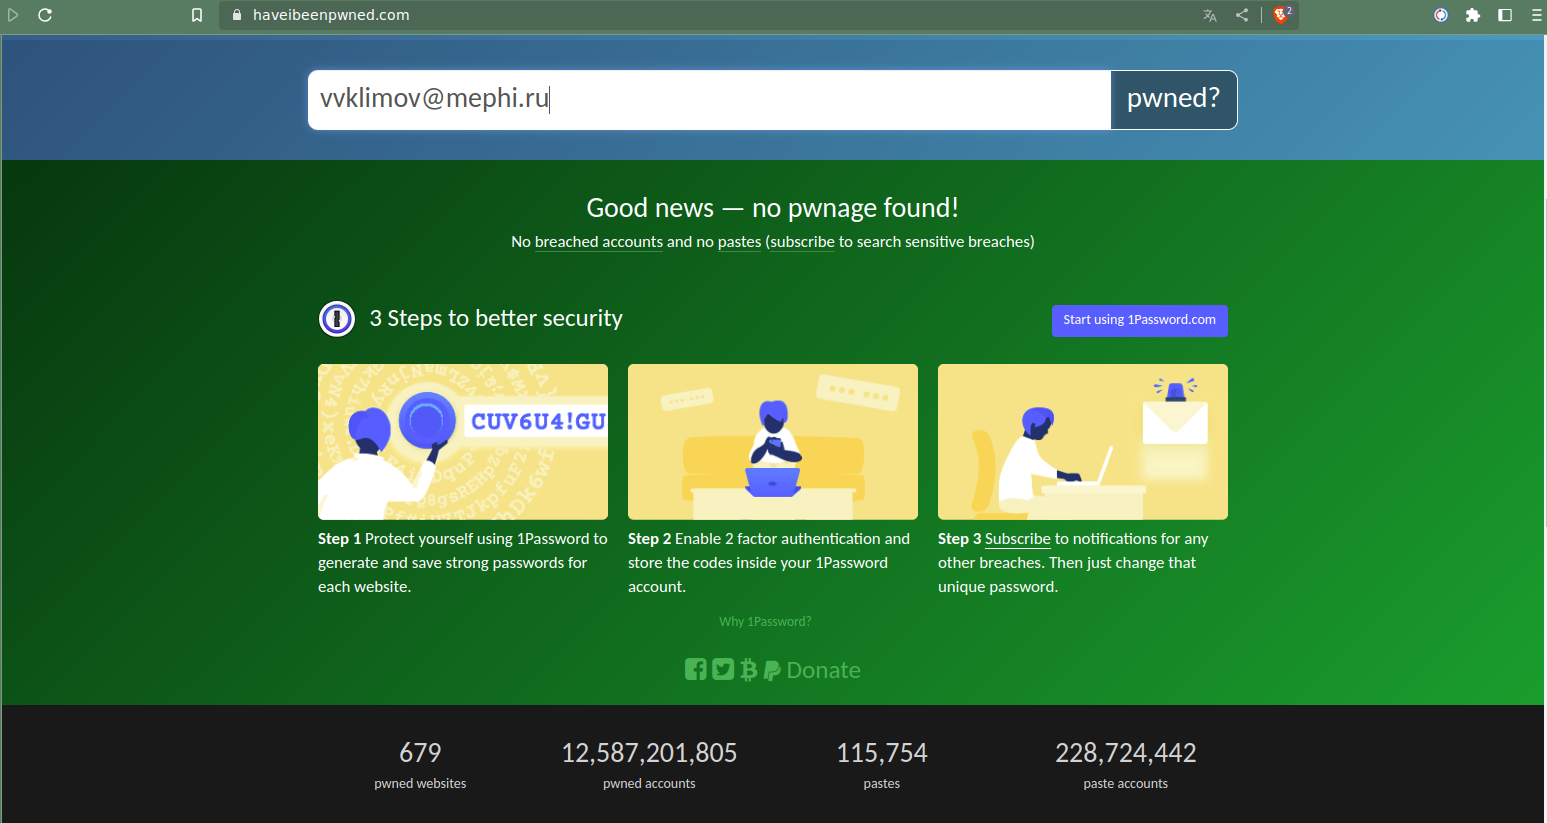 haveibeenpwned.com
2
vvklimov@mephi.ru
pwned?
Good news — no pwnage found!
No breached accounts and no pastes (subscribe to search sensitive breaches)
3 Steps to better security
Start using 1Password.com
CUV6U4!GU
Step 1 Protect yourself using 1Password to
generate and save strong passwords for
each website.
Step 2 Enable 2 factor authentication and
store the codes inside your 1Password
account.
Step 3 Subscribe to notifications for any
other breaches. Then just change that
unique password.
Why 1Password?
Donate
679
pwned websites
12,587,201,805
pwned accounts
115,754
pastes
228,724,442
paste accounts